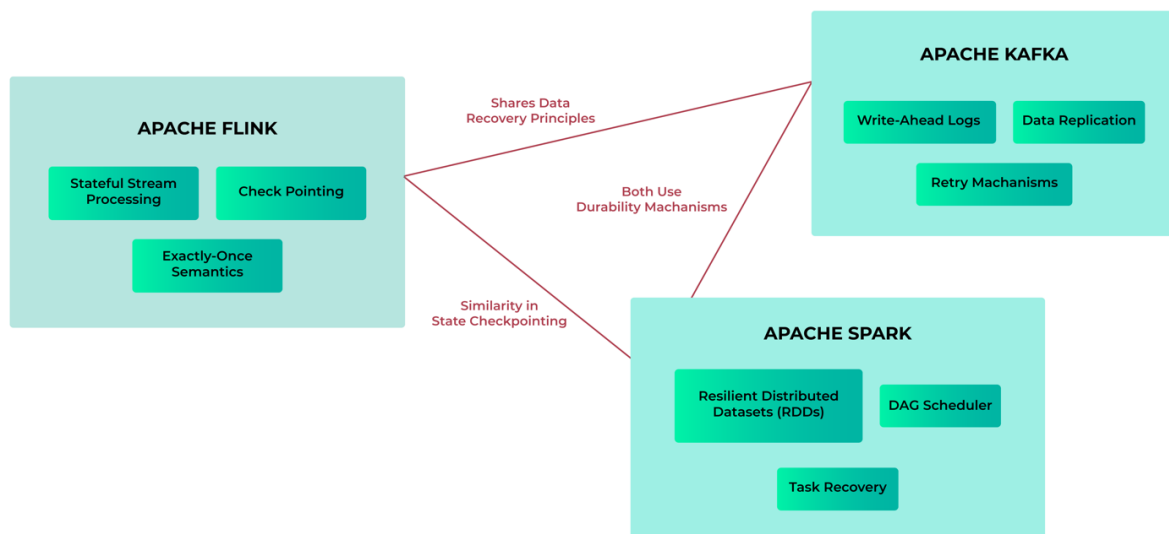 APACHE FLINK
Stateful Stream
Processing
Check Pointing
Exactly-Once
Semantics
Shares Data
Recovery Principles
Both Use
Durability Machanisms
Similarity in
State Checkpointing
APACHE KAFKA
Write-Ahead Logs
Data Replication
Retry Machanisms
APACHE SPARK
Resilient Distributed
Datasets (RDDs)
DAG Scheduler
Task Recovery